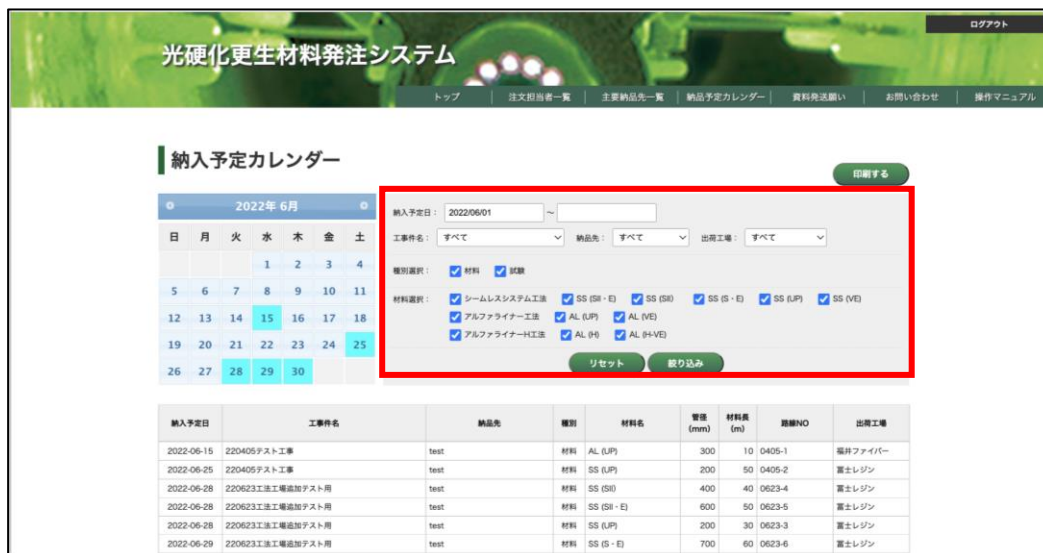 ログアウト
光硬化更生材料発注システム
トップ 注文担当者一覧 主要納品先一覧 納品予定カレンダー 資料発送願い お問い合わせ 操作マニュアル
納入予定カレンダー
印刷する
2022年 6月
日 月 火 水 木 金 土
1 2 3 4
5 6 7 8 9 10 11
12 13 14 15 16 17 18
19 20 21 22 23 24 25
26 27 28 29 30
納入予定日： 2022/06/01 ～
工事件名： すべて 納品先： すべて 出荷工場： すべて
種別選択： 材料 試験
材料選択： シームレスシステム工法 SS (SII・E) SS (SII) SS (S・E) SS (UP) SS (VE)
アルファライナー工法 AL (UP) AL (VE)
アルファライナーH工法 AL (H) AL (H-VE)
リセット 絞り込み
納入予定日 工事件名 納品先 種別 材料名 管径(mm) 材料長(m) 路線NO 出荷工場
2022-06-15 220405テスト工事 test 材料 AL (UP) 300 10 0405-1 福井ファイバー
2022-06-25 220405テスト工事 test 材料 SS (UP) 200 50 0405-2 富士レジン
2022-06-28 220623工法工場追加テスト用 test 材料 SS (SII) 400 40 0623-4 富士レジン
2022-06-28 220623工法工場追加テスト用 test 材料 SS (SII・E) 600 50 0623-5 富士レジン
2022-06-28 220623工法工場追加テスト用 test 材料 SS (UP) 200 30 0623-3 富士レジン
2022-06-29 220623工法工場追加テスト用 test 材料 SS (S・E) 700 60 0623-6 富士レジン